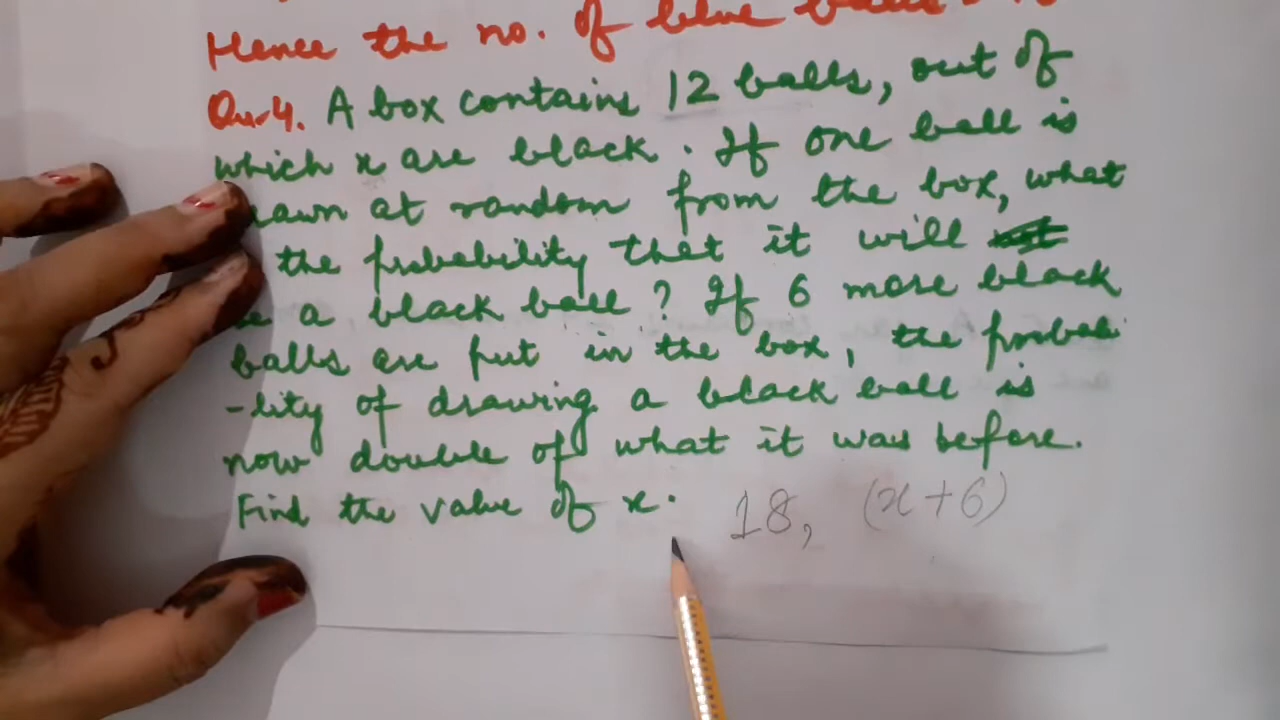 Hence the no. of blue
Qu-4. A box contains 12 balls, out of
which x are black. If one ball is
at random from the box, what
the probability that it will
a black ball? If 6 more black
balls are put in the box, the probabi
-lity of drawing a black ball is
now double of what it was before.
Find the value of x. 18, (x+6)